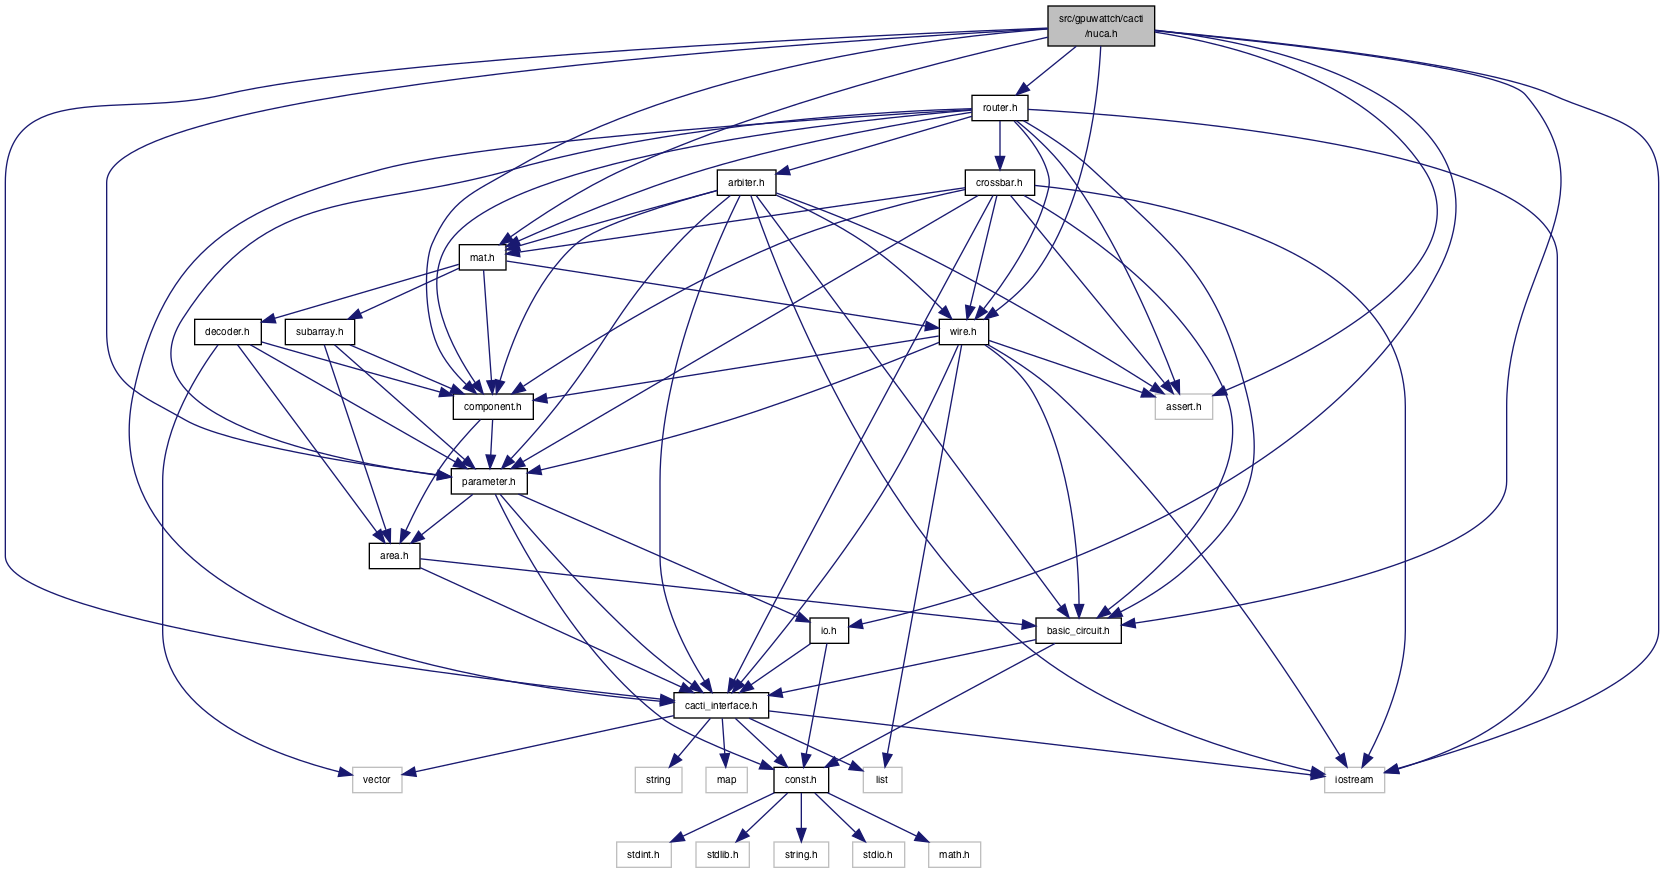 src/gpuwattch/cacti
/nuca.h
router.h
arbiter.h
crossbar.h
mat.h
decoder.h
subarray.h
wire.h
component.h
assert.h
parameter.h
area.h
io.h
basic_circuit.h
cacti_interface.h
vector
string
map
const.h
list
iostream
stdint.h
stdlib.h
string.h
stdio.h
math.h